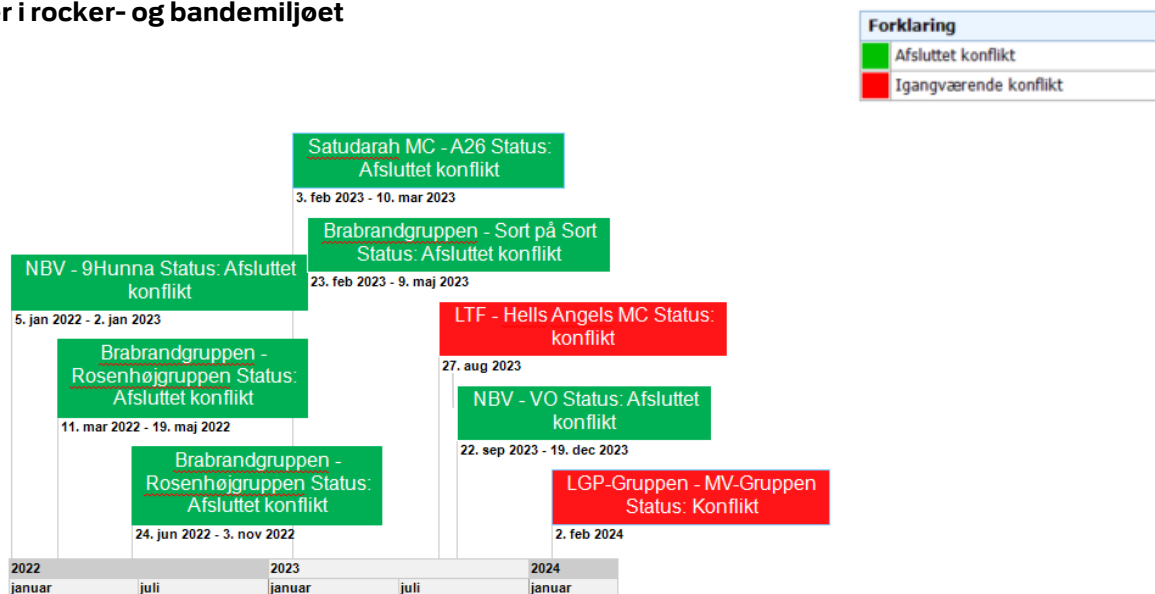 r i rocker- og bandemiljøet
Forklaring
Afsluttet konflikt
Igangværende konflikt
Satudarah MC - A26 Status:
Afsluttet konflikt
3. feb 2023 - 10. mar 2023
Brabrandgruppen - Sort på Sort
Status: Afsluttet konflikt
23. feb 2023 - 9. maj 2023
NBV - 9Hunna Status: Afsluttet
konflikt
5. jan 2022 - 2. jan 2023
LTF - Hells Angels MC Status:
konflikt
27. aug 2023
Brabrandgruppen -
Rosenhøjgruppen Status:
Afsluttet konflikt
11. mar 2022 - 19. maj 2022
NBV - VO Status: Afsluttet
konflikt
22. sep 2023 - 19. dec 2023
Brabrandgruppen -
Rosenhøjgruppen Status:
Afsluttet konflikt
24. jun 2022 - 3. nov 2022
LGP-Gruppen - MV-Gruppen
Status: Konflikt
2. feb 2024
2022 2023 2024
januar juli januar juli januar